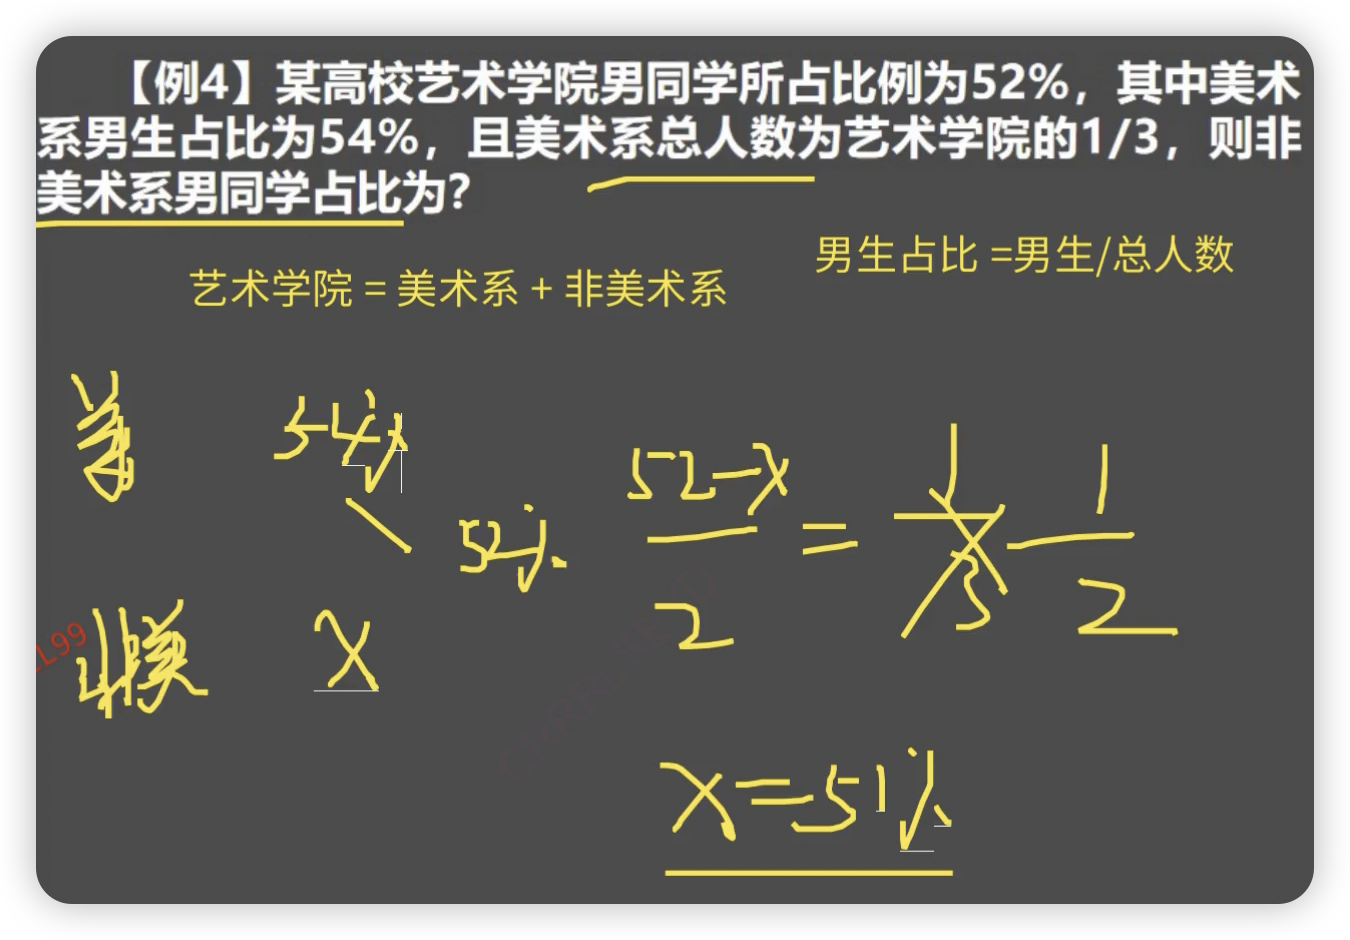 【例4】某高校艺术学院男同学所占比例为52%，其中美术
系男生占比为54%，且美术系总人数为艺术学院的1/3，则非
美术系男同学占比为？
男生占比 =男生/总人数
艺术学院 = 美术系 + 非美术系
美 54%
52%
非美 X
52-X / 2 = 1 / 3 1 / 2
L99
X=51%